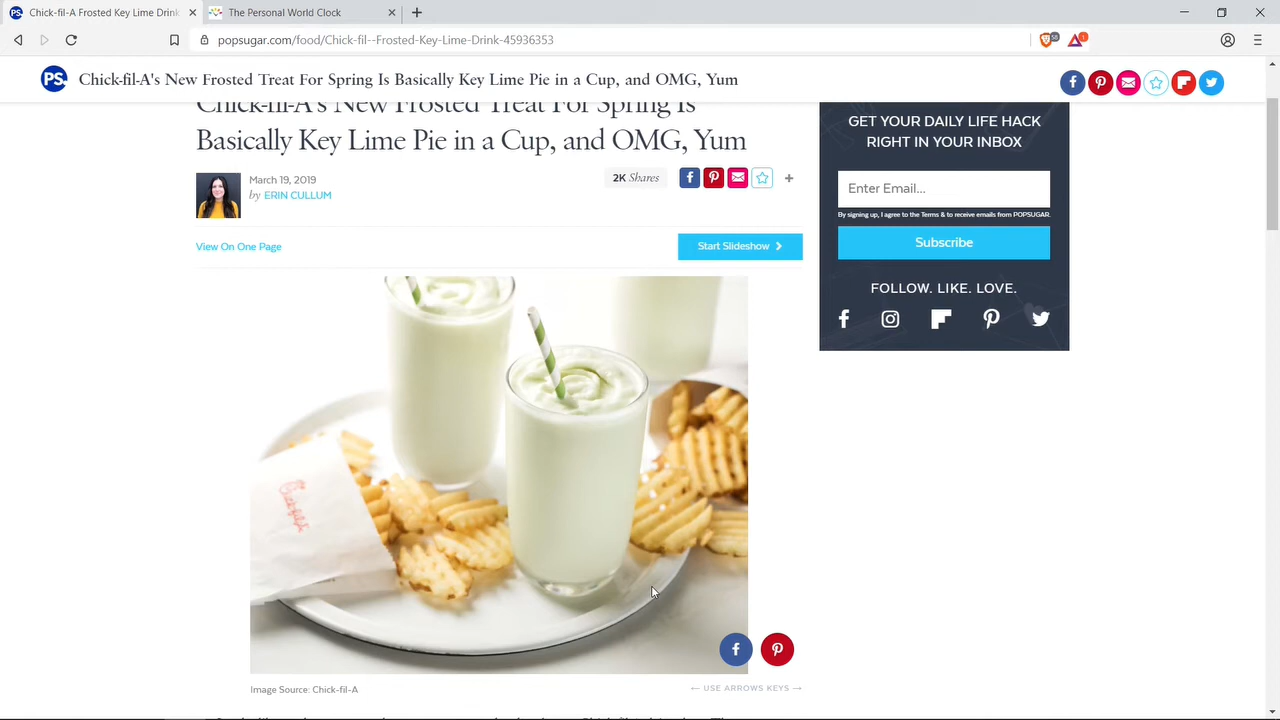 Chick-fil-A Frosted Key Lime Drink
The Popular World Clock
popsugar.com/food/Chick-fil--Frosted-Key-Lime-Drink-45936353
PS.
Chick-fil-A's New Frosted Treat For Spring Is Basically Key Lime Pie in a Cup, and OMG, Yum
Chick-fil-A's New Frosted Treat For Spring Is
Basically Key Lime Pie in a Cup, and OMG, Yum
March 19, 2019
by ERIN CULLUM
2K Shares
View On One Page
Start Slideshow
Chick-fil-A
Image Source: Chick-fil-A
← USE ARROWS KEYS →
GET YOUR DAILY LIFE HACK
RIGHT IN YOUR INBOX
Enter Email...
By signing up, I agree to the Terms & to receive emails from POPSUGAR.
Subscribe
FOLLOW. LIKE. LOVE.